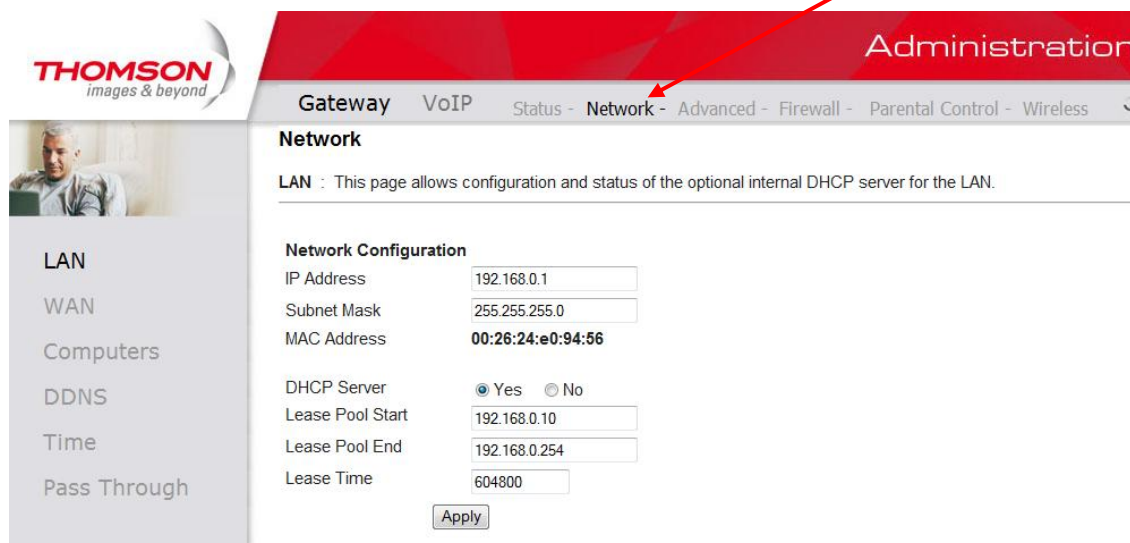 THOMSON
images & beyond
Administration
Gateway VoIP Status - Network - Advanced - Firewall - Parental Control - Wireless
Network
LAN : This page allows configuration and status of the optional internal DHCP server for the LAN.
LAN
WAN
Computers
DDNS
Time
Pass Through
Network Configuration
IP Address 192.168.0.1
Subnet Mask 255.255.255.0
MAC Address 00:26:24:e0:94:56
DHCP Server Yes No
Lease Pool Start 192.168.0.10
Lease Pool End 192.168.0.254
Lease Time 604800
Apply